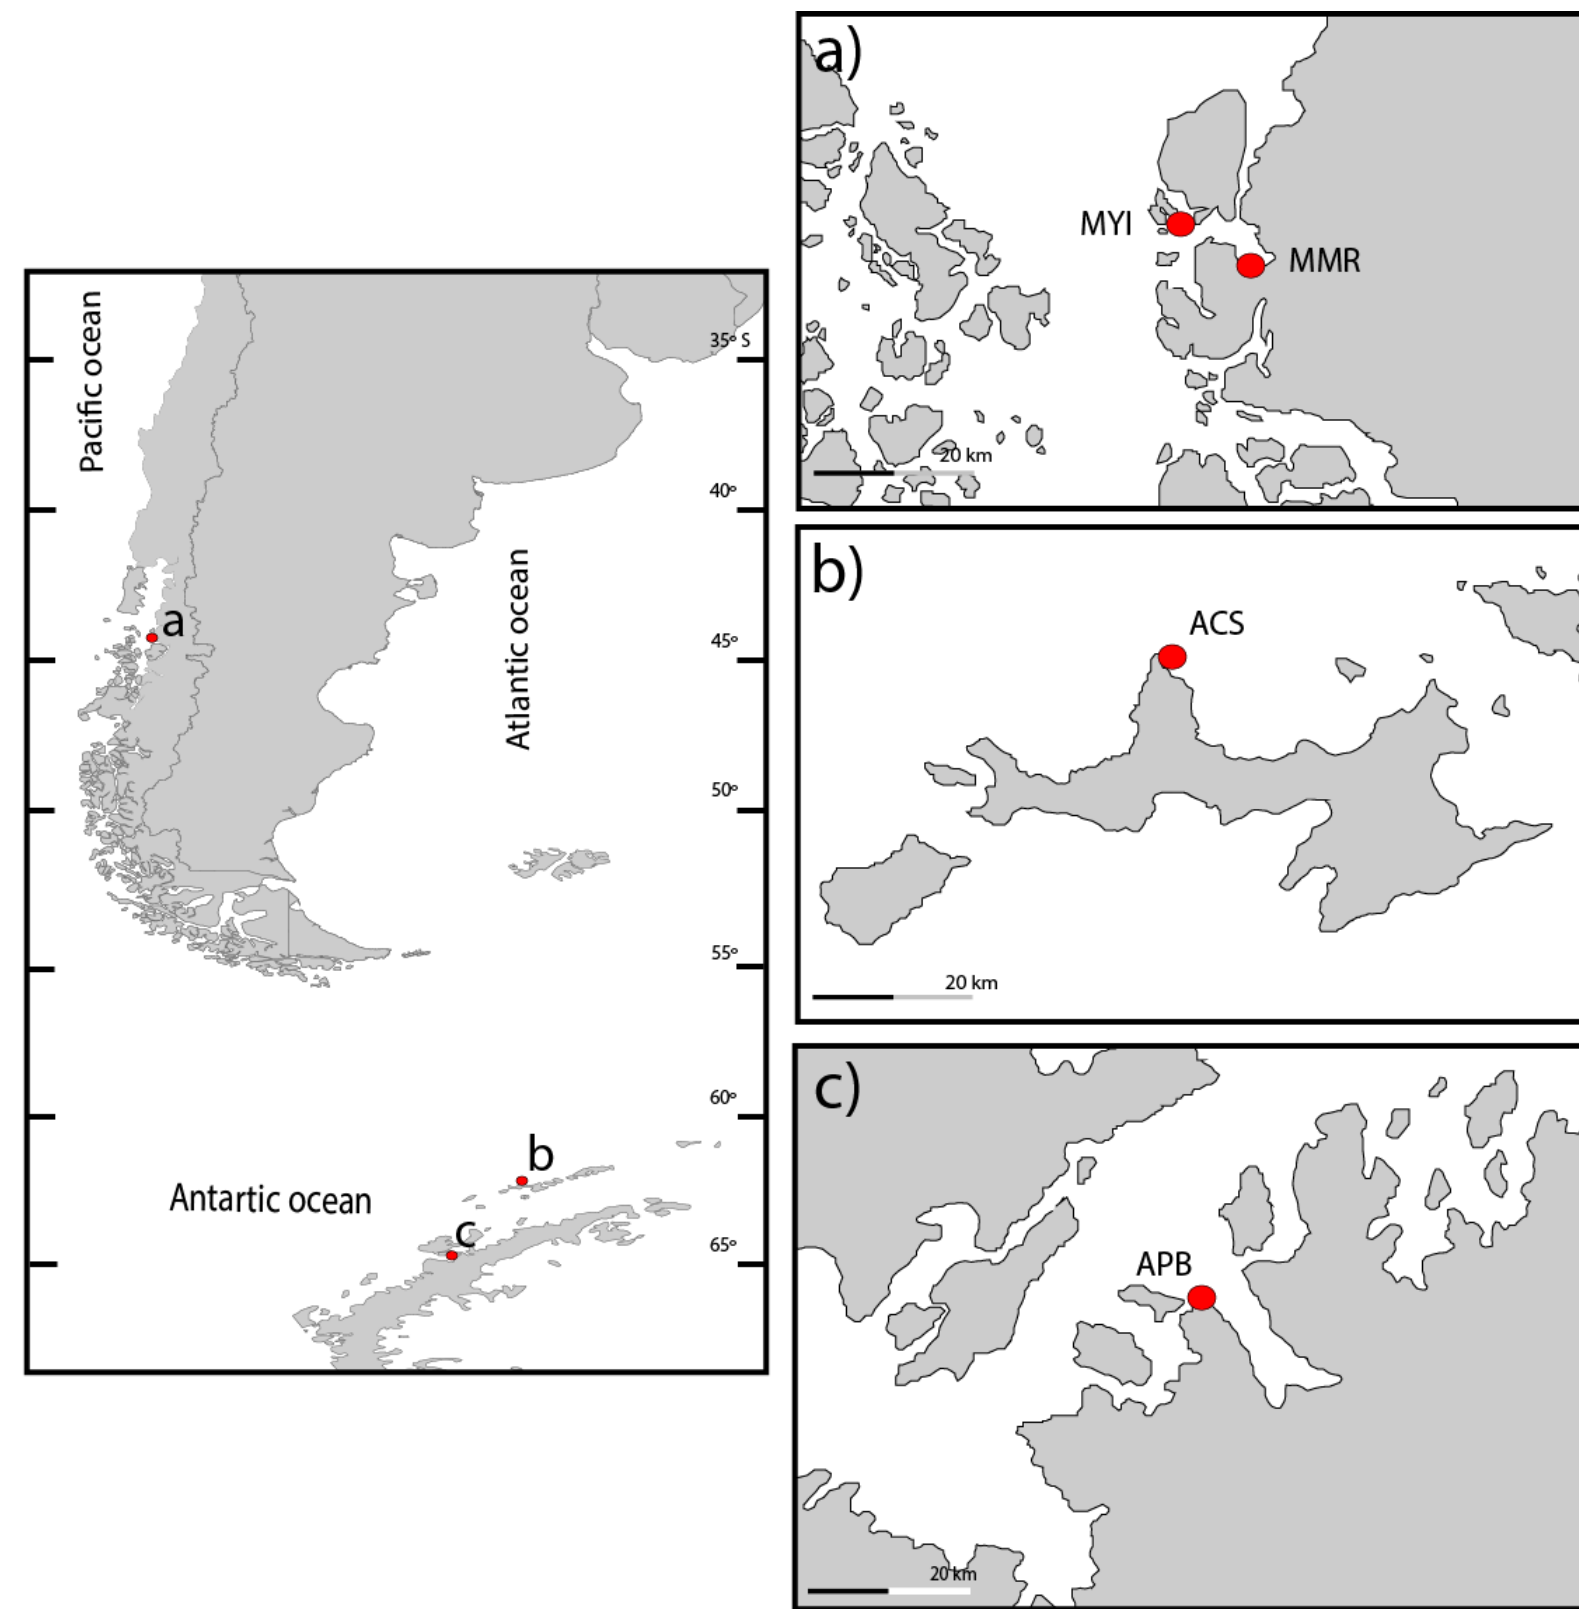 Pacific ocean
35° S
40°
Atlantic ocean
a
45°
50°
55°
60°
b
Antartic ocean
c
65°
a)
MYI
MMR
20 km
b)
ACS
20 km
c)
APB
20 km